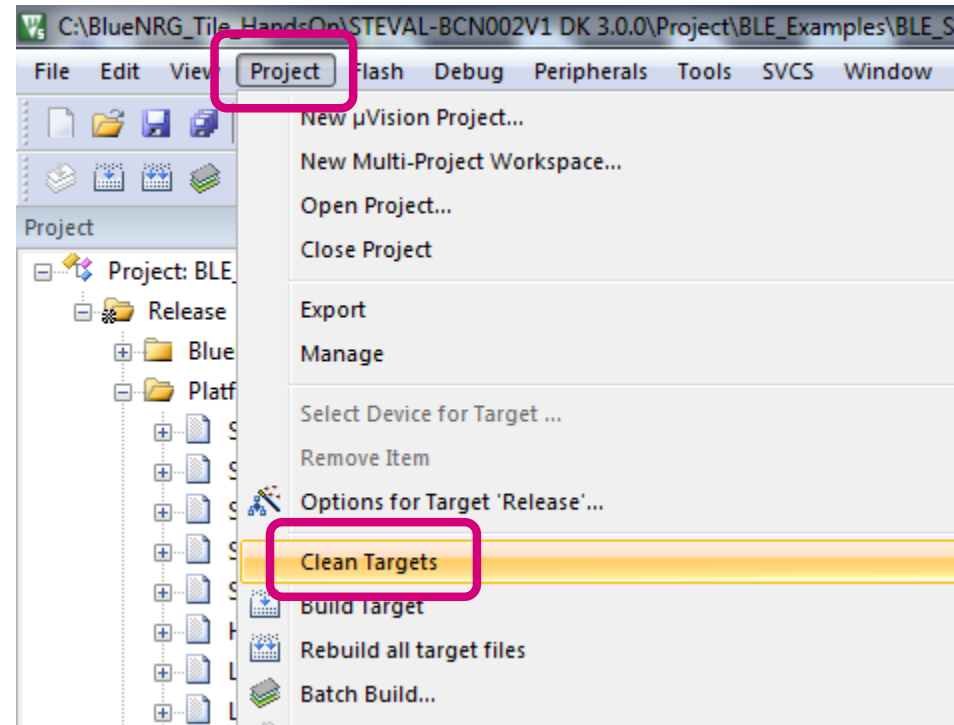 C:\BlueNRG_Tile_HandsOn\STEVAL-BCN002V1 DK 3.0.0\Project\BLE_Examples\BLE_S
File Edit View Project Flash Debug Peripherals Tools SVCS Window
New µVision Project...
New Multi-Project Workspace...
Open Project...
Close Project
Export
Manage
Select Device for Target ...
Remove Item
Options for Target 'Release'...
Clean Targets
Build Target
Rebuild all target files
Batch Build...
Project
Project: BLE_
Release
Blue
Platf
S
S
S
S
S
H
L
L